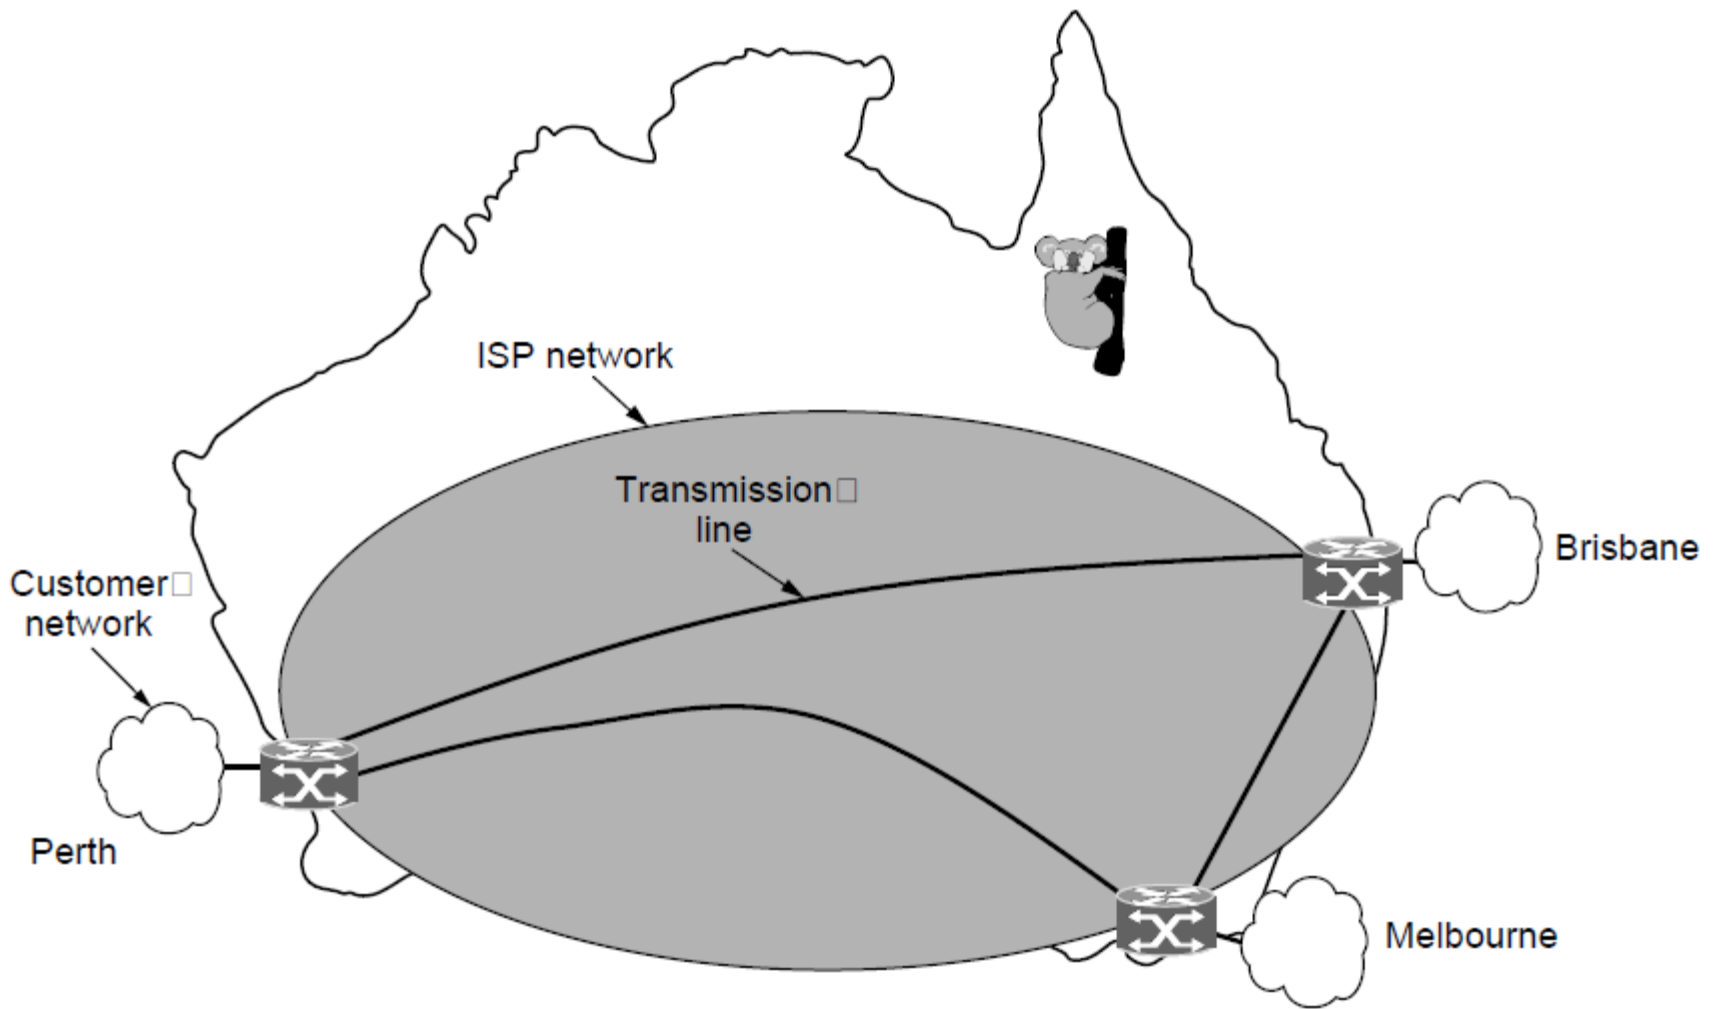 ISP network
Transmission□
line
Brisbane
Customer□
network
Perth
Melbourne